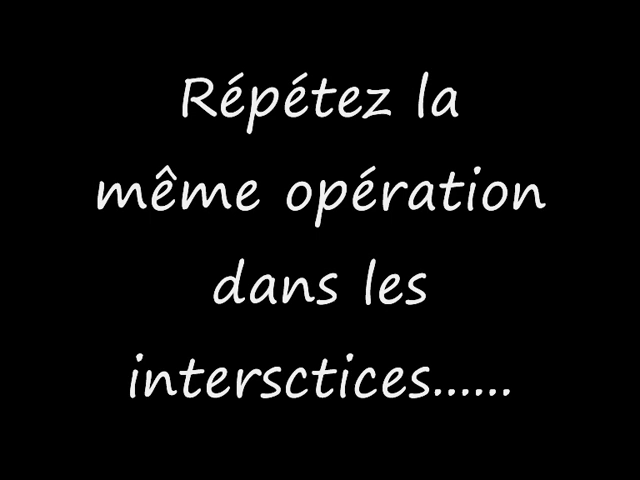 Répétez la
même opération
dans les
intersctices......